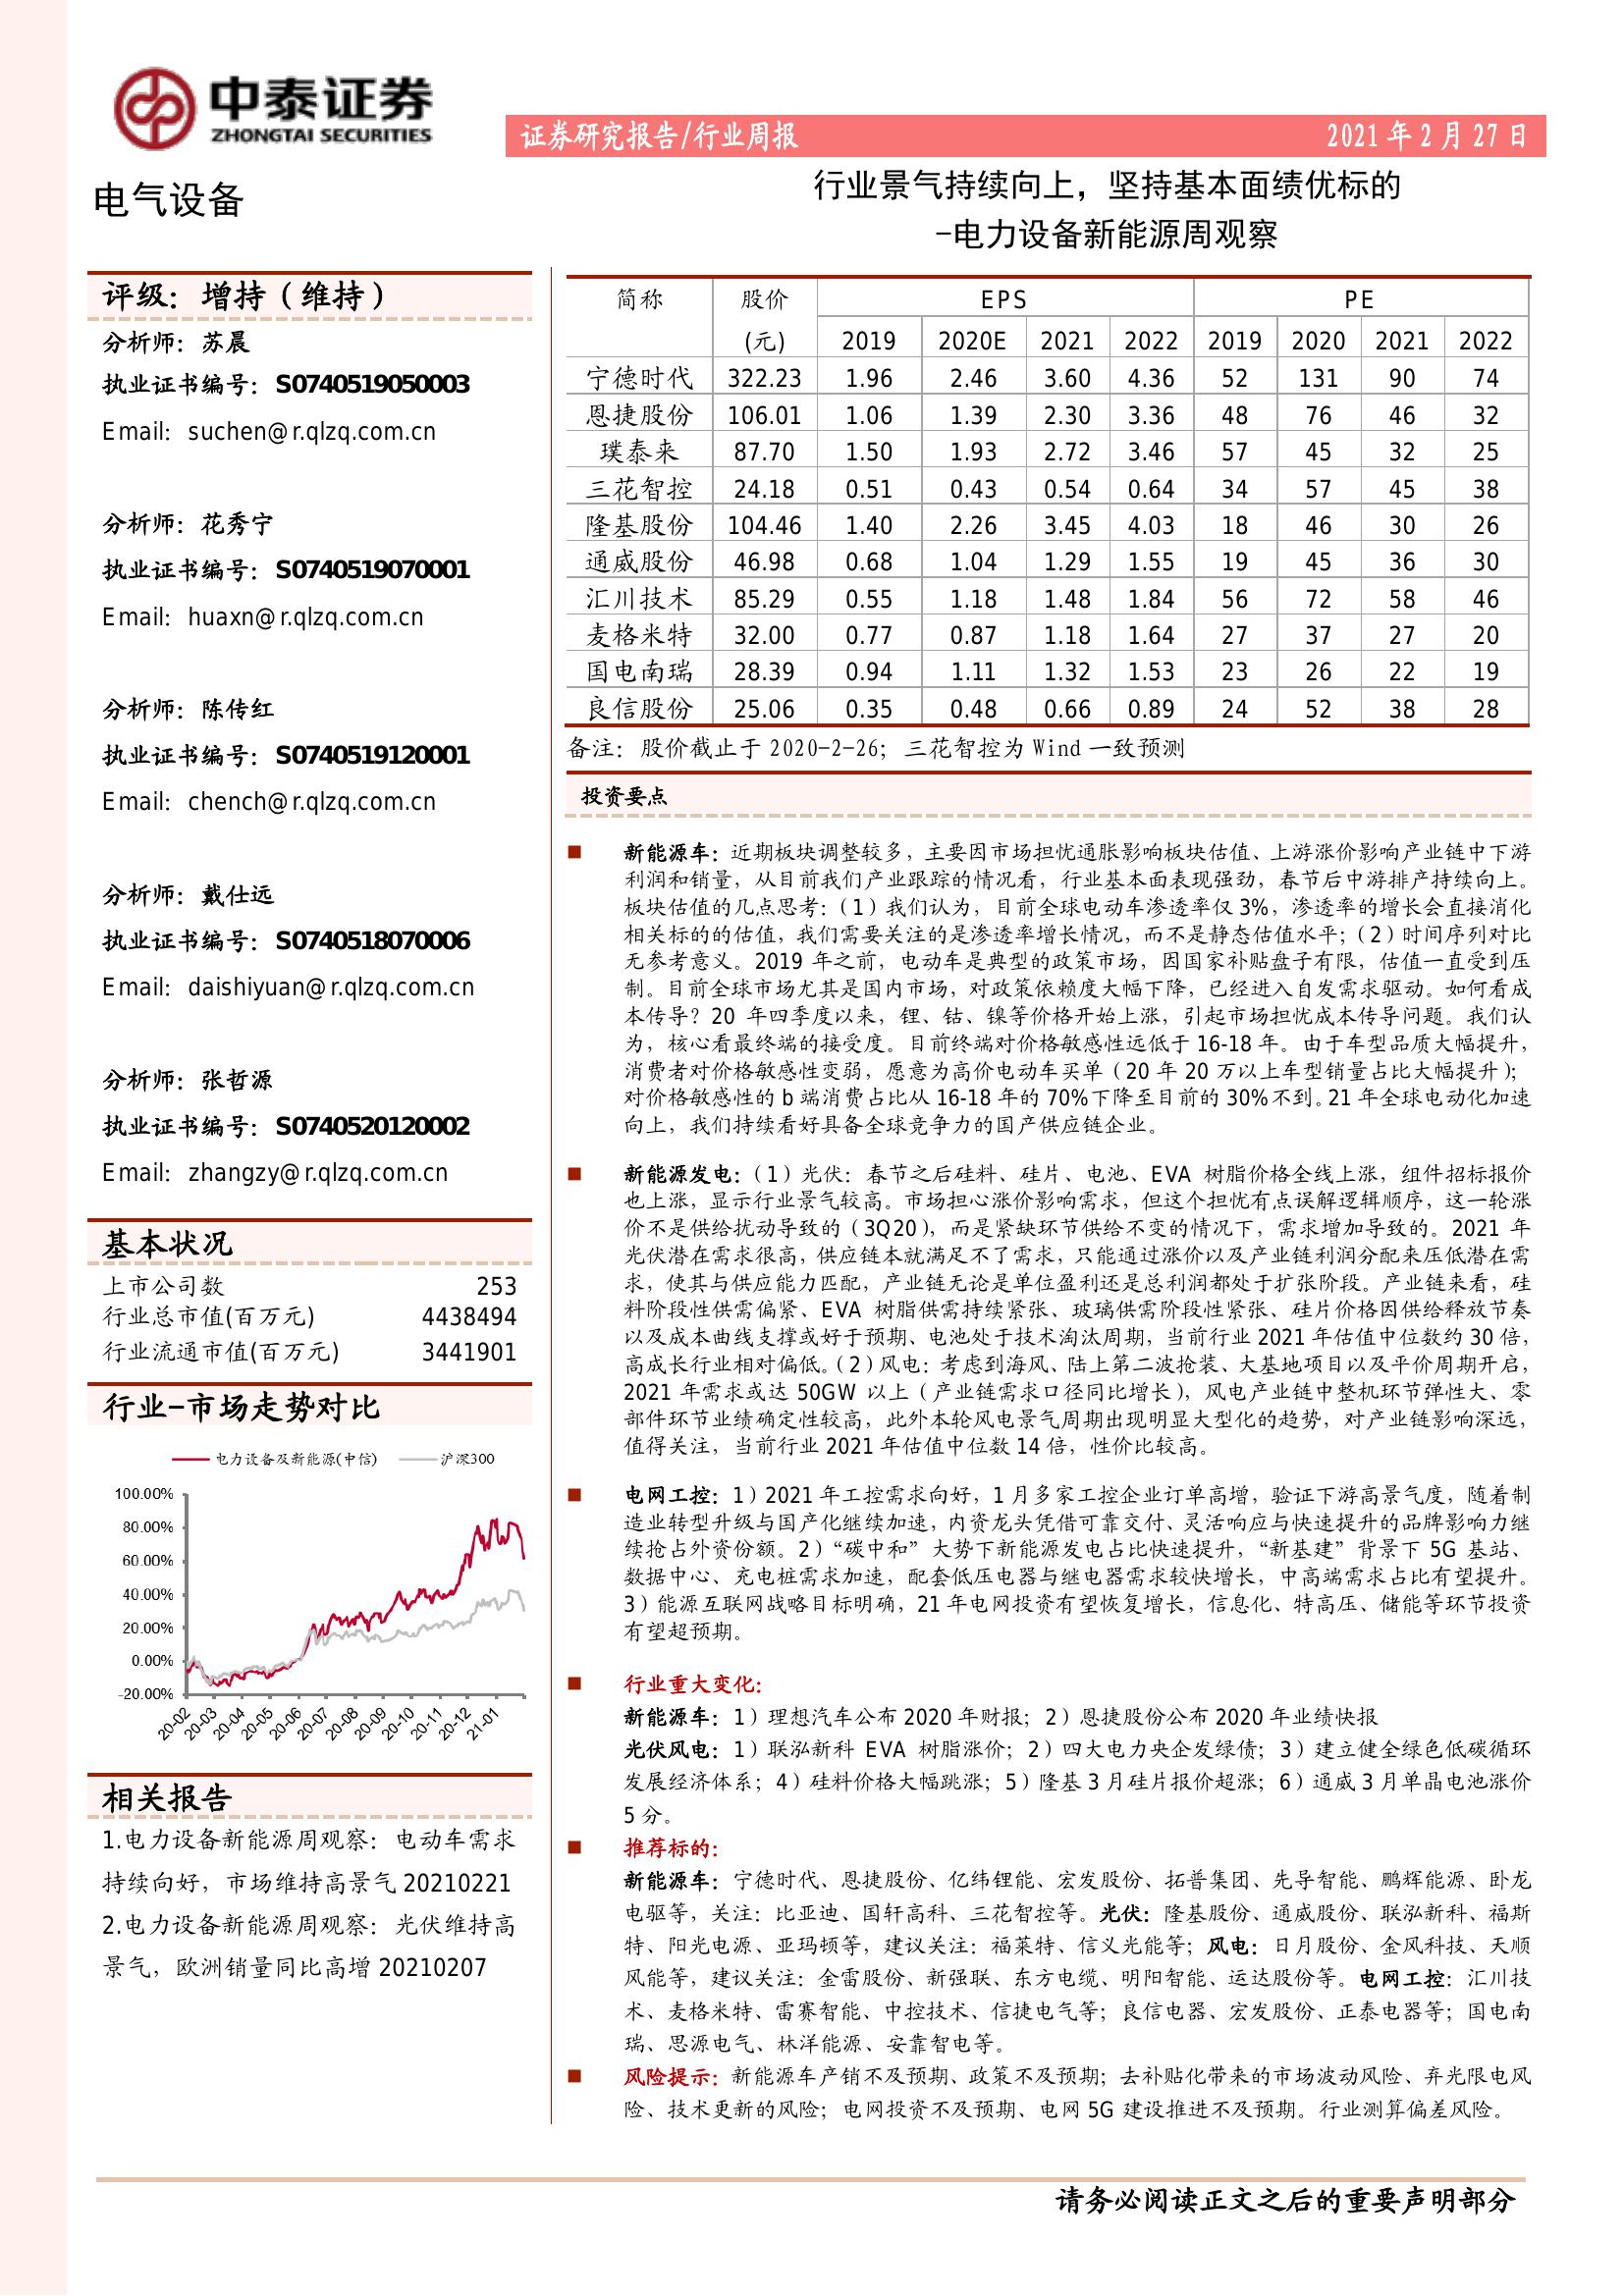 中泰证券
ZHONGTAI SECURITIES
证券研究报告/行业周报 2021年2月27日
电气设备
行业景气持续向上，坚持基本面绩优标的
-电力设备新能源周观察
评级：增持（维持）
分析师：苏晨
执业证书编号：S0740519050003
Email：suchen@r.qlzq.com.cn
分析师：花秀宁
执业证书编号：S0740519070001
Email：huaxn@r.qlzq.com.cn
分析师：陈传红
执业证书编号：S0740519120001
Email：chench@r.qlzq.com.cn
分析师：戴仕远
执业证书编号：S0740518070006
Email：daishiyuan@r.qlzq.com.cn
分析师：张哲源
执业证书编号：S0740520120002
Email：zhangzy@r.qlzq.com.cn
基本状况
上市公司数 253
行业总市值(百万元) 4438494
行业流通市值(百万元) 3441901
行业-市场走势对比
电力设备及新能源(中信) 沪深300
100.00%
80.00%
60.00%
40.00%
20.00%
0.00%
-20.00%
20-02 20-03 20-04 20-05 20-06 20-07 20-08 20-09 20-10 20-11 20-12 21-01
相关报告
1.电力设备新能源周观察：电动车需求
持续向好，市场维持高景气 20210221
2.电力设备新能源周观察：光伏维持高
景气，欧洲销量同比高增 20210207
简称 股价 EPS PE
(元) 2019 2020E 2021 2022 2019 2020 2021 2022
宁德时代 322.23 1.96 2.46 3.60 4.36 52 131 90 74
恩捷股份 106.01 1.06 1.39 2.30 3.36 48 76 46 32
璞泰来 87.70 1.50 1.93 2.72 3.46 57 45 32 25
三花智控 24.18 0.51 0.43 0.54 0.64 34 57 45 38
隆基股份 104.46 1.40 2.26 3.45 4.03 18 46 30 26
通威股份 46.98 0.68 1.04 1.29 1.55 19 45 36 30
汇川技术 85.29 0.55 1.18 1.48 1.84 56 72 58 46
麦格米特 32.00 0.77 0.87 1.18 1.64 27 37 27 20
国电南瑞 28.39 0.94 1.11 1.32 1.53 23 26 22 19
良信股份 25.06 0.35 0.48 0.66 0.89 24 52 38 28
备注：股价截止于 2020-2-26；三花智控为 Wind 一致预测
投资要点
■ 新能源车：近期板块调整较多，主要因市场担忧通胀影响板块估值、上游涨价影响产业链中下游
利润和销量，从目前我们产业跟踪的情况看，行业基本面表现强劲，春节后中游排产持续向上。
板块估值的几点思考：（1）我们认为，目前全球电动车渗透率仅 3%，渗透率的增长会直接消化
相关标的的估值，我们需要关注的是渗透率增长情况，而不是静态估值水平；（2）时间序列对比
无参考意义。2019 年之前，电动车是典型的政策市场，因国家补贴盘子有限，估值一直受到压
制。目前全球市场尤其是国内市场，对政策依赖度大幅下降，已经进入自发需求驱动。如何看成
本传导？20 年四季度以来，锂、钴、镍等价格开始上涨，引起市场担忧成本传导问题。我们认
为，核心看最终端的接受度。目前终端对价格敏感性远低于 16-18 年。由于车型品质大幅提升，
消费者对价格敏感性变弱，愿意为高价电动车买单（20 年 20 万以上车型销量占比大幅提升）；
对价格敏感性的 b 端消费占比从 16-18 年的 70%下降至目前的 30%不到。21 年全球电动化加速
向上，我们持续看好具备全球竞争力的国产供应链企业。
■ 新能源发电：（1）光伏：春节之后硅料、硅片、电池、EVA 树脂价格全线上涨，组件招标报价
也上涨，显示行业景气较高。市场担心涨价影响需求，但这个担忧有点误解逻辑顺序，这一轮涨
价不是供给扰动导致的（3Q20），而是紧缺环节供给不变的情况下，需求增加导致的。2021 年
光伏潜在需求很高，供应链本就满足不了需求，只能通过涨价以及产业链利润分配来压低潜在需
求，使其与供应能力匹配，产业链无论是单位盈利还是总利润都处于扩张阶段。产业链来看，硅
料阶段性供需偏紧、EVA 树脂供需持续紧张、玻璃供需阶段性紧张、硅片价格因供给释放节奏
以及成本曲线支撑或好于预期、电池处于技术淘汰周期，当前行业 2021 年估值中位数约 30 倍，
高成长行业相对偏低。（2）风电：考虑到海风、陆上第二波抢装、大基地项目以及平价周期开启，
2021 年需求或达 50GW 以上（产业链需求口径同比增长），风电产业链中整机环节弹性大、零
部件环节业绩确定性较高，此外本轮风电景气周期出现明显大型化的趋势，对产业链影响深远，
值得关注，当前行业 2021 年估值中位数 14 倍，性价比较高。
■ 电网工控：1）2021 年工控需求向好，1 月多家工控企业订单高增，验证下游高景气度，随着制
造业转型升级与国产化继续加速，内资龙头凭借可靠交付、灵活响应与快速提升的品牌影响力继
续抢占外资份额。2）“碳中和”大势下新能源发电占比快速提升，“新基建”背景下 5G 基站、
数据中心、充电桩需求加速，配套低压电器与继电器需求较快增长，中高端需求占比有望提升。
3）能源互联网战略目标明确，21 年电网投资有望恢复增长，信息化、特高压、储能等环节投资
有望超预期。
■ 行业重大变化：
新能源车：1）理想汽车公布 2020 年财报；2）恩捷股份公布 2020 年业绩快报
光伏风电：1）联泓新科 EVA 树脂涨价；2）四大电力央企发绿债；3）建立健全绿色低碳循环
发展经济体系；4）硅料价格大幅跳涨；5）隆基 3 月硅片报价超涨；6）通威 3 月单晶电池涨价
5 分。
■ 推荐标的：
新能源车：宁德时代、恩捷股份、亿纬锂能、宏发股份、拓普集团、先导智能、鹏辉能源、卧龙
电驱等，关注：比亚迪、国轩高科、三花智控等。光伏：隆基股份、通威股份、联泓新科、福斯
特、阳光电源、亚玛顿等，建议关注：福莱特、信义光能等；风电：日月股份、金风科技、天顺
风能等，建议关注：金雷股份、新强联、东方电缆、明阳智能、运达股份等。电网工控：汇川技
术、麦格米特、雷赛智能、中控技术、信捷电气等；良信电器、宏发股份、正泰电器等；国电南
瑞、思源电气、林洋能源、安靠智电等。
■ 风险提示：新能源车产销不及预期、政策不及预期；去补贴化带来的市场波动风险、弃光限电风
险、技术更新的风险；电网投资不及预期、电网 5G 建设推进不及预期。行业测算偏差风险。
请务必阅读正文之后的重要声明部分